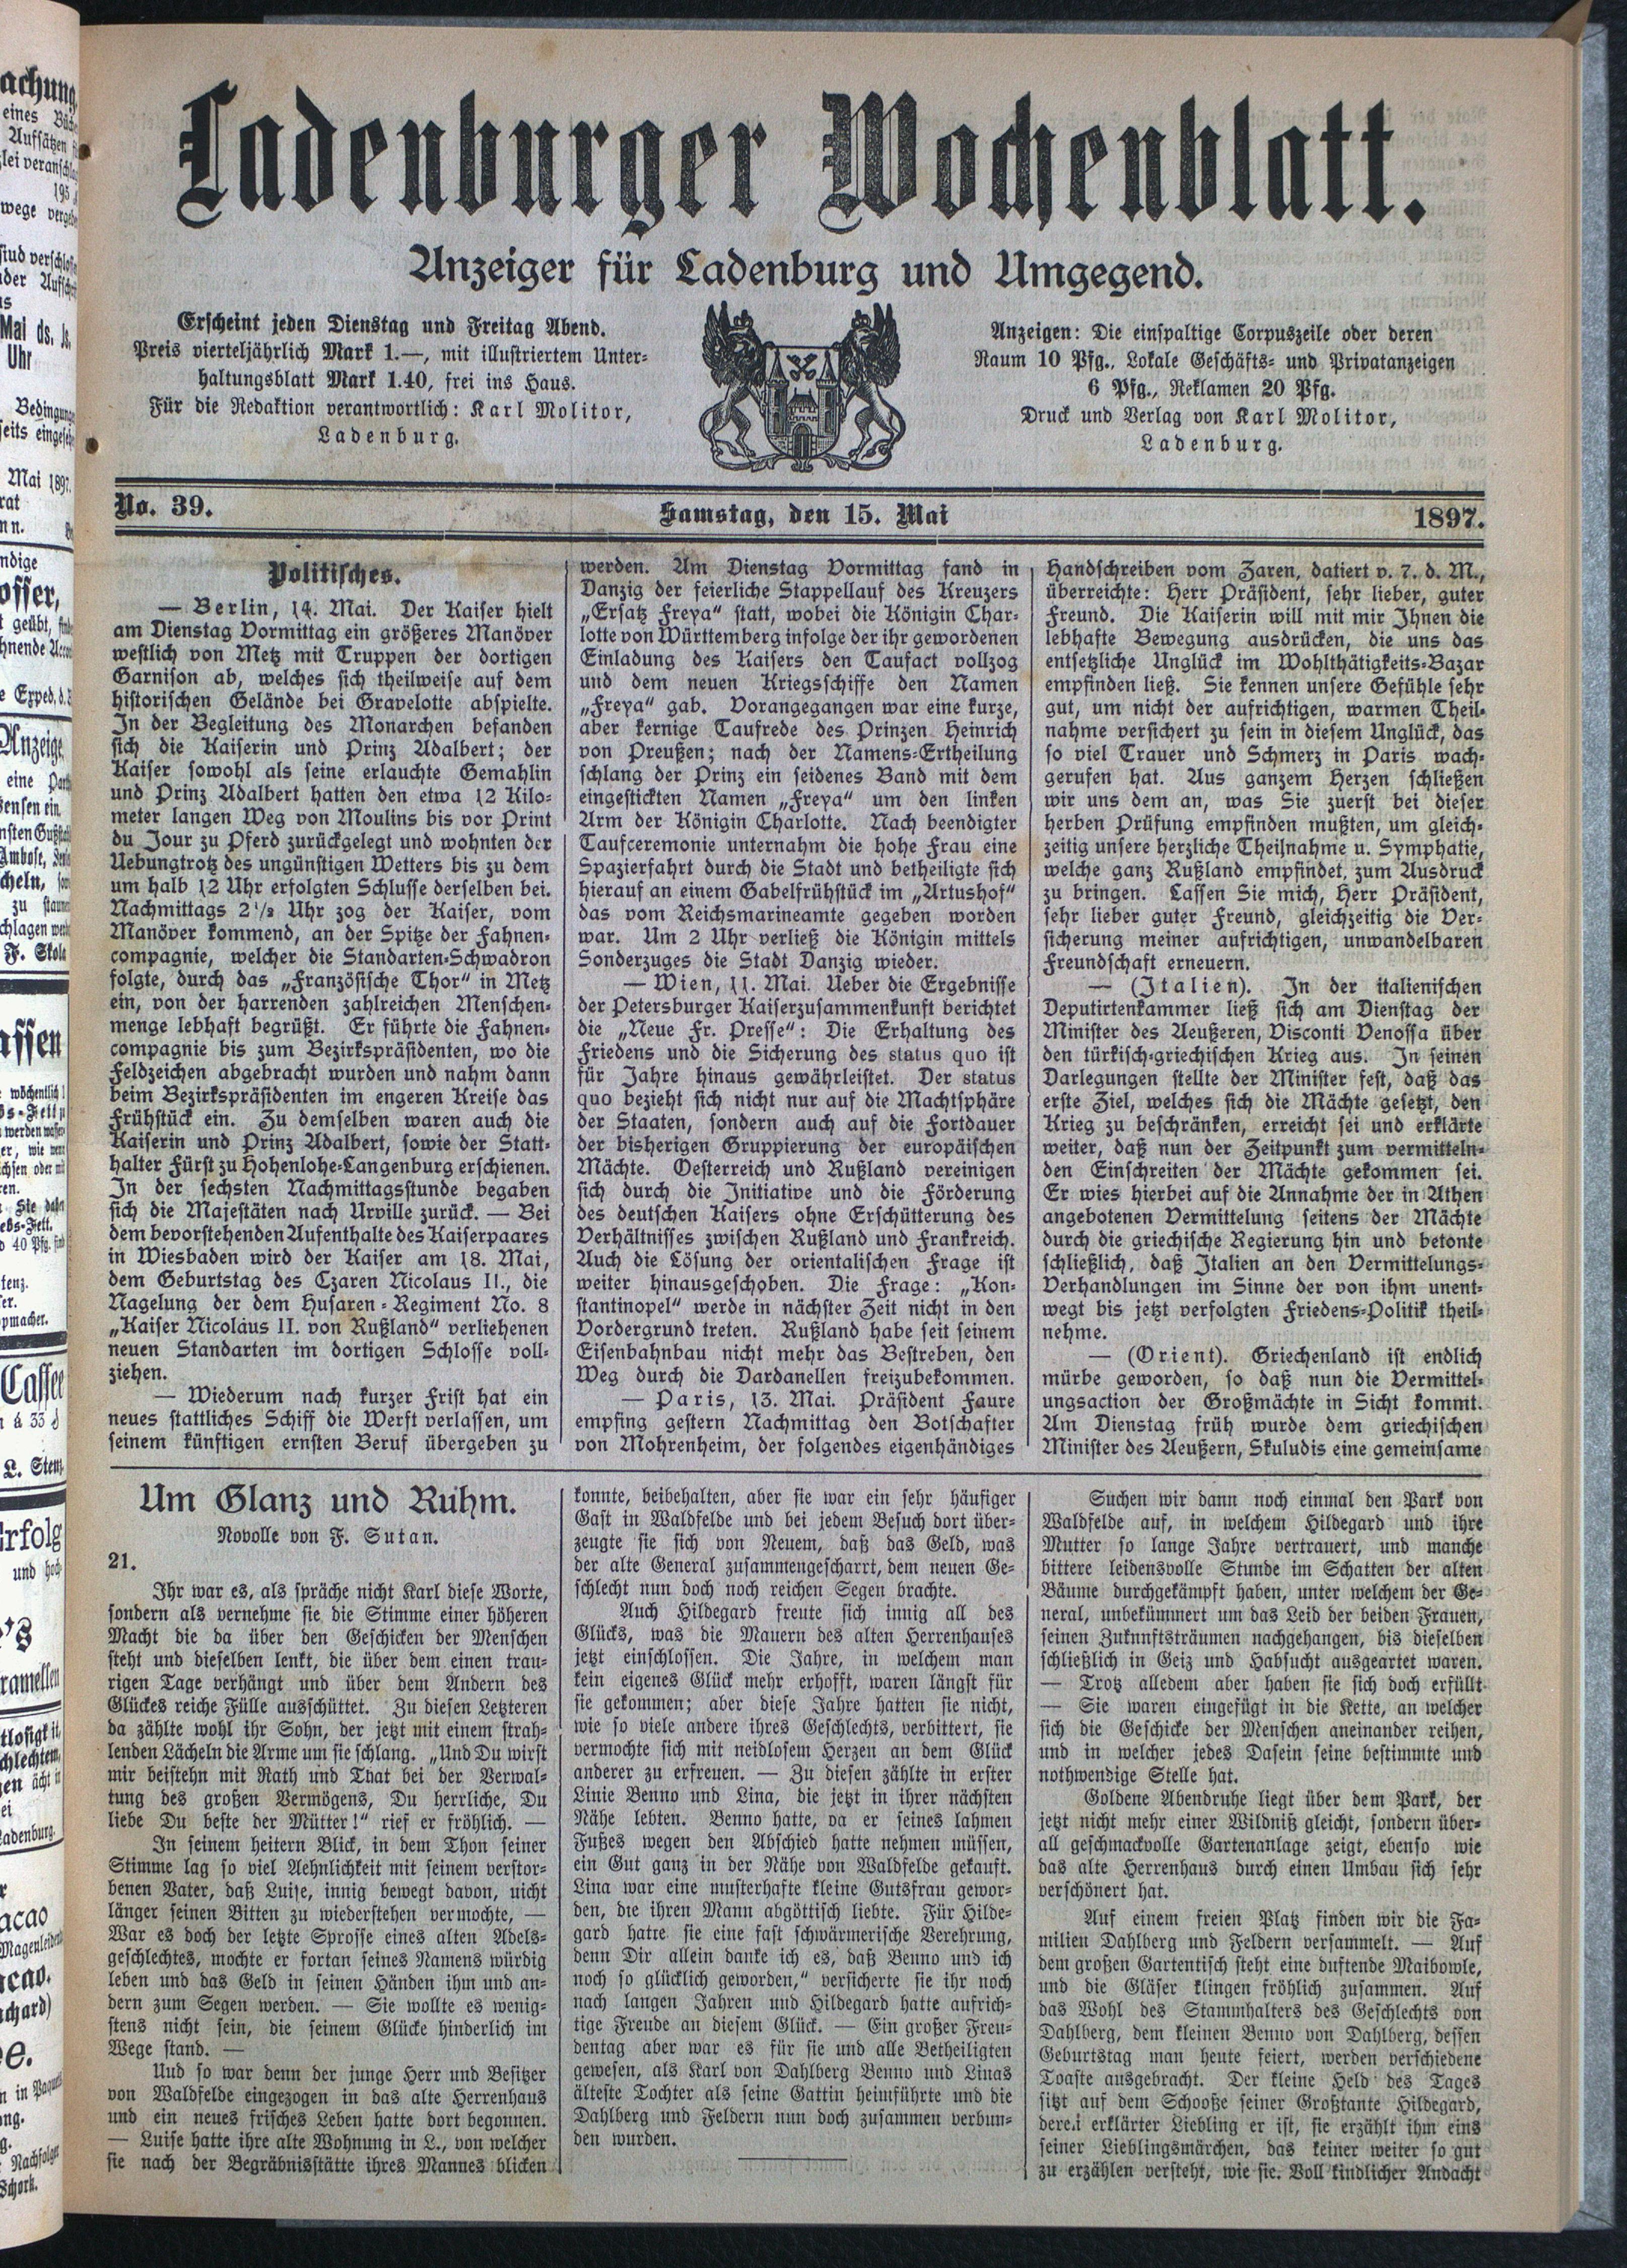 Ladenburger Wochenblatt.
Anzeiger für Ladenburg und Umgegend.
Erscheint jeden Dienstag und Freitag Abend.
Preis vierteljährlich Mark 1.—, mit illustriertem Unter-
haltungsblatt Mark 1.40, frei ins Haus.
Für die Redaktion verantwortlich: Karl Molitor,
Ladenburg.
Anzeigen: Die einspaltige Corpuszeile oder deren
Raum 10 Pfg., Lokale Geschäfts- und Privatanzeigen
6 Pfg., Reklamen 20 Pfg.
Druck und Verlag von Karl Molitor,
Ladenburg.
No. 39.
Samstag, den 15. Mai
1897.
Politisches.
— Berlin, 14. Mai. Der Kaiser hielt
am Dienstag Vormittag ein größeres Manöver
westlich von Metz mit Truppen der dortigen
Garnison ab, welches sich theilweise auf dem
historischen Gelände bei Gravelotte abspielte.
In der Begleitung des Monarchen befanden
sich die Kaiserin und Prinz Adalbert; der
Kaiser sowohl als seine erlauchte Gemahlin
und Prinz Adalbert hatten den etwa 12 Kilo-
meter langen Weg von Moulins bis vor Print
du Jour zu Pferd zurückgelegt und wohnten der
Uebungtrotz des ungünstigen Wetters bis zu dem
um halb 12 Uhr erfolgten Schlusse derselben bei.
Nachmittags 2½ Uhr zog der Kaiser, vom
Manöver kommend, an der Spitze der Fahnen-
compagnie, welcher die Standarten-Schwadron
folgte, durch das „Französische Thor“ in Metz
ein, von der harrenden zahlreichen Menschen-
menge lebhaft begrüßt. Er führte die Fahnen-
compagnie bis zum Bezirkspräsidenten, wo die
Feldzeichen abgebracht wurden und nahm dann
beim Bezirkspräsidenten im engeren Kreise das
Frühstück ein. Zu demselben waren auch die
Kaiserin und Prinz Adalbert, sowie der Statt-
halter Fürst zu Hohenlohe-Langenburg erschienen.
In der sechsten Nachmittagsstunde begaben
sich die Majestäten nach Urville zurück. — Bei
dem bevorstehenden Aufenthalte des Kaiserpaares
in Wiesbaden wird der Kaiser am 18. Mai,
dem Geburtstag des Czaren Nicolaus II., die
Nagelung der dem Husaren-Regiment No. 8
„Kaiser Nicolaus II. von Rußland“ verliehenen
neuen Standarten im dortigen Schlosse voll-
ziehen.
— Wiederum nach kurzer Frist hat ein
neues stattliches Schiff die Werft verlassen, um
seinem künftigen ernsten Beruf übergeben zu
werden. Am Dienstag Vormittag fand in
Danzig der feierliche Stappellauf des Kreuzers
„Ersatz Freya“ statt, wobei die Königin Char-
lotte von Württemberg infolge der ihr gewordenen
Einladung des Kaisers den Taufact vollzog
und dem neuen Kriegsschiffe den Namen
„Freya“ gab. Vorangegangen war eine kurze,
aber kernige Taufrede des Prinzen Heinrich
von Preußen; nach der Namens-Ertheilung
schlang der Prinz ein seidenes Band mit dem
eingestickten Namen „Freya“ um den linken
Arm der Königin Charlotte. Nach beendigter
Taufceremonie unternahm die hohe Frau eine
Spazierfahrt durch die Stadt und betheiligte sich
hierauf an einem Gabelfrühstück im „Artushof“
das vom Reichsmarineamte gegeben worden
war. Um 2 Uhr verließ die Königin mittels
Sonderzuges die Stadt Danzig wieder.
— Wien, 11. Mai. Ueber die Ergebnisse
der Petersburger Kaiserzusammenkunft berichtet
die „Neue Fr. Presse“: Die Erhaltung des
Friedens und die Sicherung des status quo ist
für Jahre hinaus gewährleistet. Der status
quo bezieht sich nicht nur auf die Machtsphäre
der Staaten, sondern auch auf die Fortdauer
der bisherigen Gruppierung der europäischen
Mächte. Oesterreich und Rußland vereinigen
sich durch die Initiative und die Förderung
des deutschen Kaisers ohne Erschütterung des
Verhältnisses zwischen Rußland und Frankreich.
Auch die Lösung der orientalischen Frage ist
weiter hinausgeschoben. Die Frage: „Kon-
stantinopel“ werde in nächster Zeit nicht in den
Vordergrund treten. Rußland habe seit seinem
Eisenbahnbau nicht mehr das Bestreben, den
Weg durch die Dardanellen freizubekommen.
— Paris, 13. Mai. Präsident Faure
empfing gestern Nachmittag den Botschafter
von Mohrenheim, der folgendes eigenhändiges
Handschreiben vom Zaren, datiert v. 7. d. M.,
überreichte: Herr Präsident, sehr lieber, guter
Freund. Die Kaiserin will mit mir Ihnen die
lebhafte Bewegung ausdrücken, die uns das
entsetzliche Unglück im Wohlthätigkeits-Bazar
empfinden ließ. Sie kennen unsere Gefühle sehr
gut, um nicht der aufrichtigen, warmen Theil-
nahme versichert zu sein in diesem Unglück, das
so viel Trauer und Schmerz in Paris wach-
gerufen hat. Aus ganzem Herzen schließen
wir uns dem an, was Sie zuerst bei dieser
herben Prüfung empfinden mußten, um gleich-
zeitig unsere herzliche Theilnahme u. Symphatie,
welche ganz Rußland empfindet, zum Ausdruck
zu bringen. Lassen Sie mich, Herr Präsident,
sehr lieber guter Freund, gleichzeitig die Ver-
sicherung meiner aufrichtigen, unwandelbaren
Freundschaft erneuern.
— (Italien). In der italienischen
Deputirtenkammer ließ sich am Dienstag der
Minister des Aeußeren, Visconti Venossa über
den türkisch-griechischen Krieg aus. In seinen
Darlegungen stellte der Minister fest, daß das
erste Ziel, welches sich die Mächte gesetzt, den
Krieg zu beschränken, erreicht sei und erklärte
weiter, daß nun der Zeitpunkt zum vermitteln-
den Einschreiten der Mächte gekommen sei.
Er wies hierbei auf die Annahme der in Athen
angebotenen Vermittelung seitens der Mächte
durch die griechische Regierung hin und betonte
schließlich, daß Italien an den Vermittelungs-
Verhandlungen im Sinne der von ihm unent-
wegt bis jetzt verfolgten Friedens-Politik theil-
nehme.
— (Orient). Griechenland ist endlich
mürbe geworden, so daß nun die Vermittel-
ungsaction der Großmächte in Sicht kommt.
Am Dienstag früh wurde dem griechischen
Minister des Aeußern, Skuludis eine gemeinsame
Um Glanz und Ruhm.
Novolle von F. Sutan.
21.
Ihr war es, als spräche nicht Karl diese Worte,
sondern als vernehme sie die Stimme einer höheren
Macht die da über den Geschicken der Menschen
steht und dieselben lenkt, die über dem einen trau-
rigen Tage verhängt und über dem Andern des
Glückes reiche Fülle ausschüttet. Zu diesen Letzteren
da zählte wohl ihr Sohn, der jetzt mit einem strah-
lenden Lächeln die Arme um sie schlang. „Und Du wirst
mir beistehn mit Rath und That bei der Verwal-
tung des großen Vermögens, Du herrliche, Du
liebe Du beste der Mütter!“ rief er fröhlich. —
In seinem heitern Blick, in dem Thon seiner
Stimme lag so viel Aehnlichkeit mit seinem verstor-
benen Vater, daß Luise, innig bewegt davon, nicht
länger seinen Bitten zu wiederstehen vermochte, —
War es doch der letzte Sprosse eines alten Adels-
geschlechtes, mochte er fortan seines Namens würdig
leben und das Geld in seinen Händen ihm und an-
dern zum Segen werden. — Sie wollte es wenig-
stens nicht sein, die seinem Glücke hinderlich im
Wege stand. —
Und so war denn der junge Herr und Besitzer
von Waldfelde eingezogen in das alte Herrenhaus
und ein neues frisches Leben hatte dort begonnen.
— Luise hatte ihre alte Wohnung in L., von welcher
sie nach der Begräbnisstätte ihres Mannes blicken
konnte, beibehalten, aber sie war ein sehr häufiger
Gast in Waldfelde und bei jedem Besuch dort über-
zeugte sie sich von Neuem, daß das Geld, was
der alte General zusammengescharrt, dem neuen Ge-
schlecht nun doch noch reichen Segen brachte.
Auch Hildegard freute sich innig all des
Glücks, was die Mauern des alten Herrenhauses
jetzt einschlossen. Die Jahre, in welchem man
kein eigenes Glück mehr erhofft, waren längst für
sie gekommen; aber diese Jahre hatten sie nicht,
wie so viele andere ihres Geschlechts, verbittert, sie
vermochte sich mit neidlosem Herzen an dem Glück
anderer zu erfreuen. — Zu diesen zählte in erster
Linie Benno und Lina, die jetzt in ihrer nächsten
Nähe lebten. Benno hatte, da er seines lahmen
Fußes wegen den Abschied hatte nehmen müssen,
ein Gut ganz in der Nähe von Waldfelde gekauft.
Lina war eine musterhafte kleine Gutsfrau gewor-
den, die ihren Mann abgöttisch liebte. Für Hilde-
gard hatte sie eine fast schwärmerische Verehrung,
denn Dir allein danke ich es, daß Benno und ich
noch so glücklich geworden,“ versicherte sie ihr noch
nach langen Jahren und Hildegard hatte aufrich-
tige Freude an diesem Glück. — Ein großer Freu-
dentag aber war es für sie und alle Betheiligten
gewesen, als Karl von Dahlberg Benno und Linas
älteste Tochter als seine Gattin heimführte und die
Dahlberg und Feldern nun doch zusammen verbun-
den wurden.
Suchen wir dann noch einmal den Park von
Waldfelde auf, in welchem Hildegard und ihre
Mutter so lange Jahre vertrauert, und manche
bittere leidensvolle Stunde im Schatten der alten
Bäume durchgekämpft haben, unter welchem der Ge-
neral, unbekümmert um das Leid der beiden Frauen,
seinen Zukunftsträumen nachgehangen, bis dieselben
schließlich in Geiz und Habsucht ausgeartet waren.
— Trotz alledem aber haben sie sich doch erfüllt
— Sie waren eingefügt in die Kette, an welcher
sich die Geschicke der Menschen aneinander reihen,
und in welcher jedes Dasein seine bestimmte und
nothwendige Stelle hat.
Goldene Abendruhe liegt über dem Park, der
jetzt nicht mehr einer Wildniß gleicht, sondern über-
all geschmackvolle Gartenanlage zeigt, ebenso wie
das alte Herrenhaus durch einen Umbau sich sehr
verschönert hat.
Auf einem freien Platz finden wir die Fa-
milien Dahlberg und Feldern versammelt. — Auf
dem großen Gartentisch steht eine duftende Maibowle,
und die Gläser klingen fröhlich zusammen. Auf
das Wohl des Stammhalters des Geschlechts von
Dahlberg, dem kleinen Benno von Dahlberg, dessen
Geburtstag man heute feiert, werden verschiedene
Toaste ausgebracht. Der kleine Held des Tages
sitzt auf dem Schooße seiner Großtante Hildegard,
deren erklärter Liebling er ist, sie erzählt ihm eins
seiner Lieblingsmärchen, das keiner weiter so gut
zu erzählen versteht, wie sie. Voll kindlicher Andacht